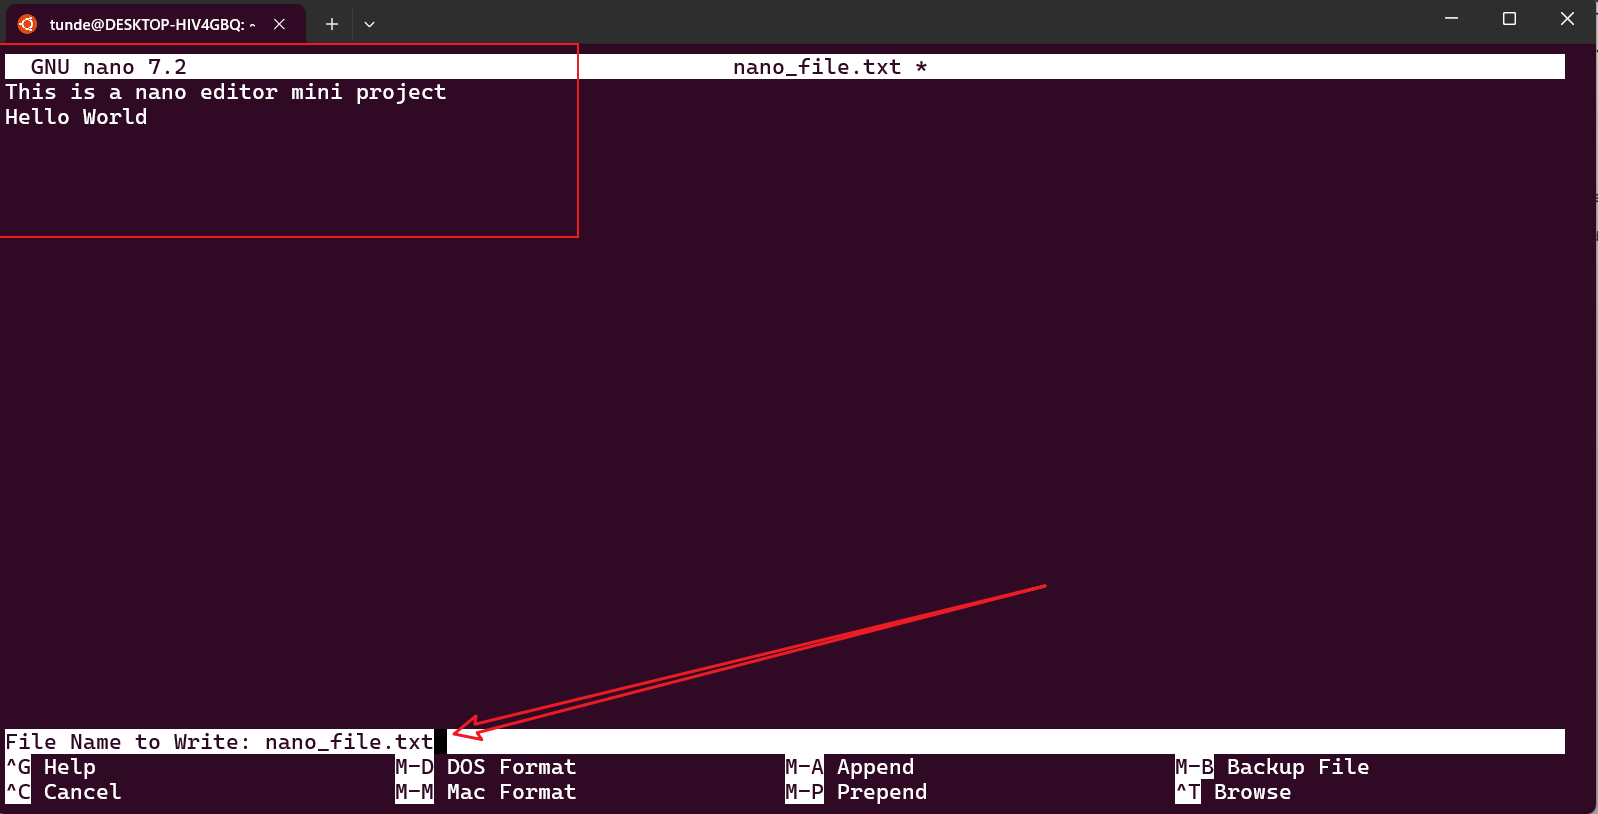 tunde@DESKTOP-HIV4GBQ: ~
GNU nano 7.2 nano_file.txt *
This is a nano editor mini project
Hello World
File Name to Write: nano_file.txt
^G Help M-D DOS Format M-A Append M-B Backup File
^C Cancel M-M Mac Format M-P Prepend ^T Browse